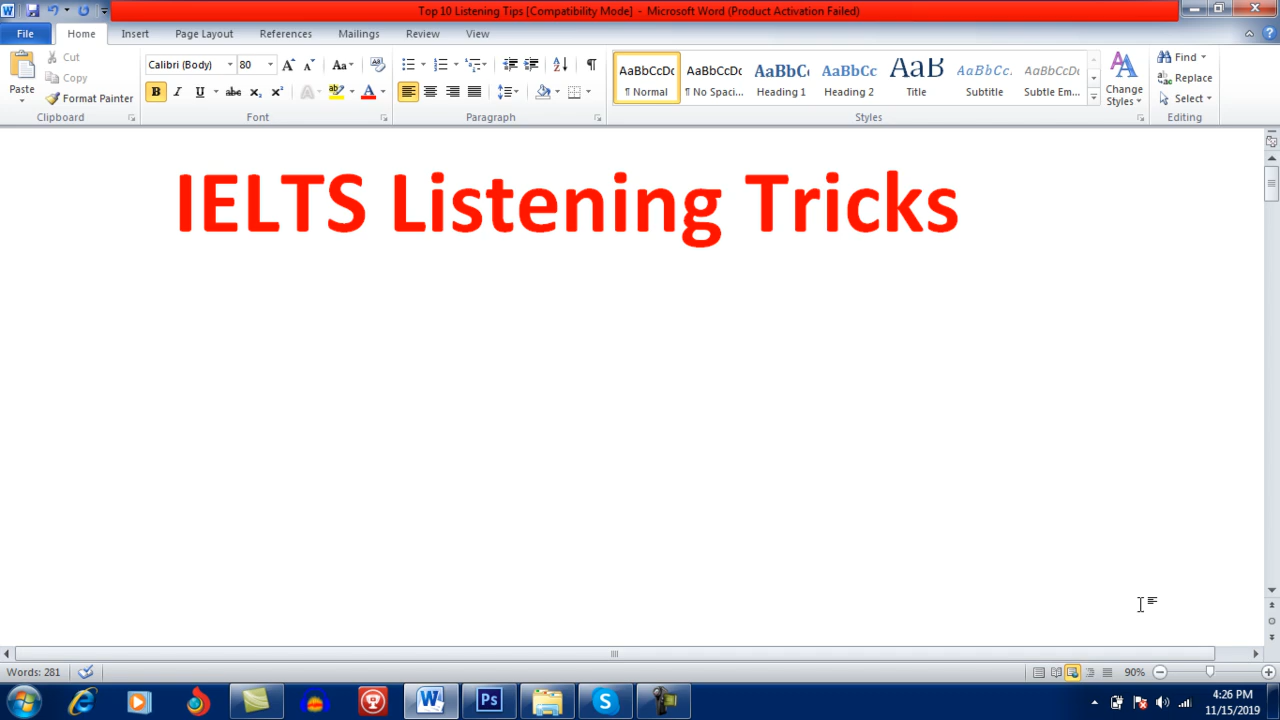 Top 10 Listening Tips [Compatibility Mode] - Microsoft Word (Product Activation Failed)
File Home Insert Page Layout References Mailings Review View
Paste
Cut
Copy
Format Painter
Clipboard
Calibri (Body) 80
Font
Paragraph
AaBbCcDc AaBbCcDc AaBbCc AaBbCc AaB AaBbCc. AaBbCcDc
¶ Normal ¶ No Spaci... Heading 1 Heading 2 Title Subtitle Subtle Em...
Change Styles
Styles
Find
Replace
Select
Editing
IELTS Listening Tricks
Words: 281
90%
4:26 PM
11/15/2019